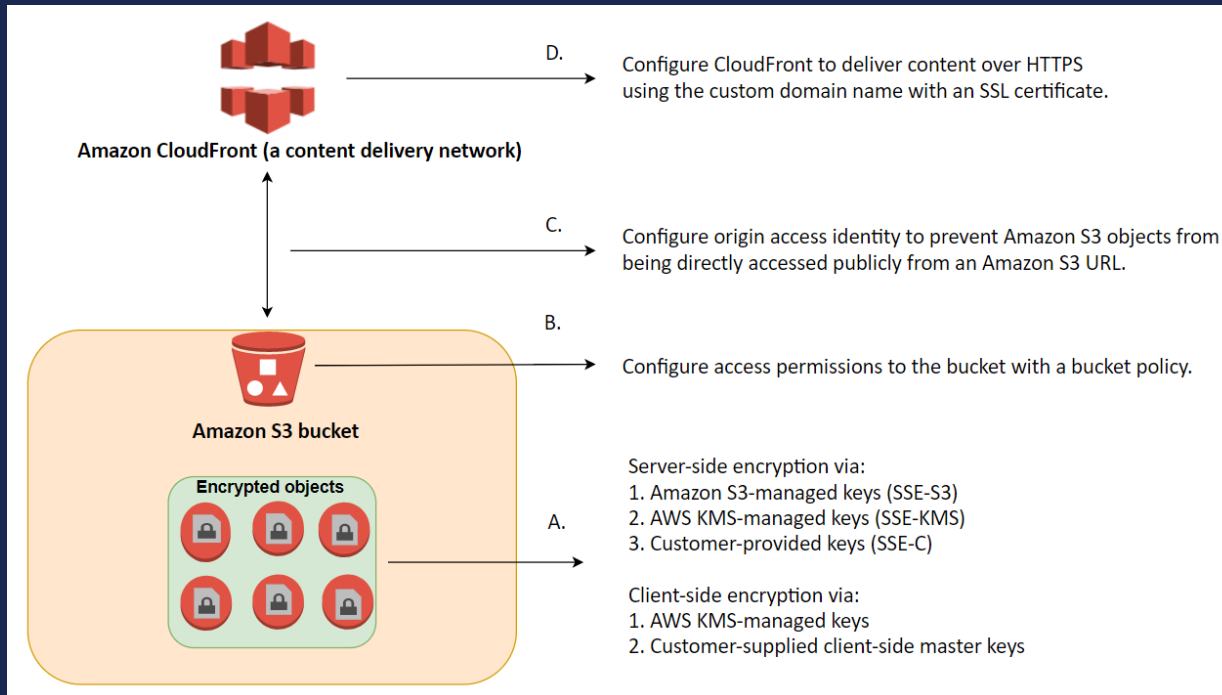 D.
Configure CloudFront to deliver content over HTTPS
using the custom domain name with an SSL certificate.
Amazon CloudFront (a content delivery network)
C.
Configure origin access identity to prevent Amazon S3 objects from
being directly accessed publicly from an Amazon S3 URL.
B.
Configure access permissions to the bucket with a bucket policy.
Amazon S3 bucket
Encrypted objects
A.
Server-side encryption via:
1. Amazon S3-managed keys (SSE-S3)
2. AWS KMS-managed keys (SSE-KMS)
3. Customer-provided keys (SSE-C)
Client-side encryption via:
1. AWS KMS-managed keys
2. Customer-supplied client-side master keys